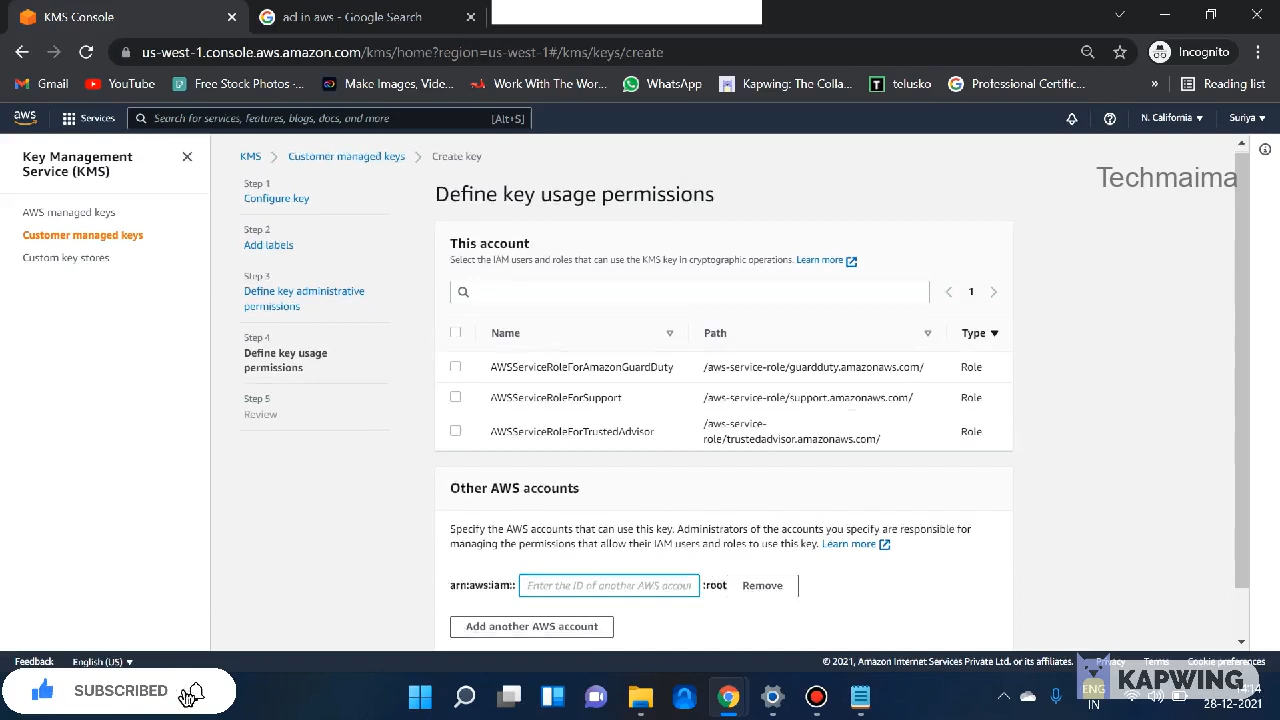 KMS Console
ad in aws - Google Search
us-west-1.console.aws.amazon.com/kms/home?region=us-west-1#/kms/keys/create
Incognito
Gmail
YouTube
Free Stock Photos ·...
Make Images, Video...
Work With The Wor...
WhatsApp
Kapwing: The Colla...
telusko
Professional Certific...
»
Reading list
aws
Services
Search for services, features, blogs, docs, and more
[Alt+S]
N. California
Suriya
Key Management
Service (KMS)
AWS managed keys
Customer managed keys
Custom key stores
KMS
Customer managed keys
Create key
Techmaima
Step 1
Configure key
Step 2
Add labels
Step 3
Define key administrative
permissions
Step 4
Define key usage
permissions
Step 5
Review
Define key usage permissions
This account
Select the IAM users and roles that can use the KMS key in cryptographic operations. Learn more
1
Name
Path
Type
AWSServiceRoleForAmazonGuardDuty
/aws-service-role/guardduty.amazonaws.com/
Role
AWSServiceRoleForSupport
/aws-service-role/support.amazonaws.com/
Role
AWSServiceRoleForTrustedAdvisor
/aws-service-
role/trustedadvisor.amazonaws.com/
Role
Other AWS accounts
Specify the AWS accounts that can use this key. Administrators of the accounts you specify are responsible for
managing the permissions that allow their IAM users and roles to use this key. Learn more
arn:aws:iam::
Enter the ID of another AWS accour
:root
Remove
Add another AWS account
Feedback
English (US)
© 2021, Amazon Internet Services Private Ltd. or its affiliates.
Privacy
Terms
Cookie preferences
SUBSCRIBED
KAPWING
ENG
IN
14:14
28-12-2021